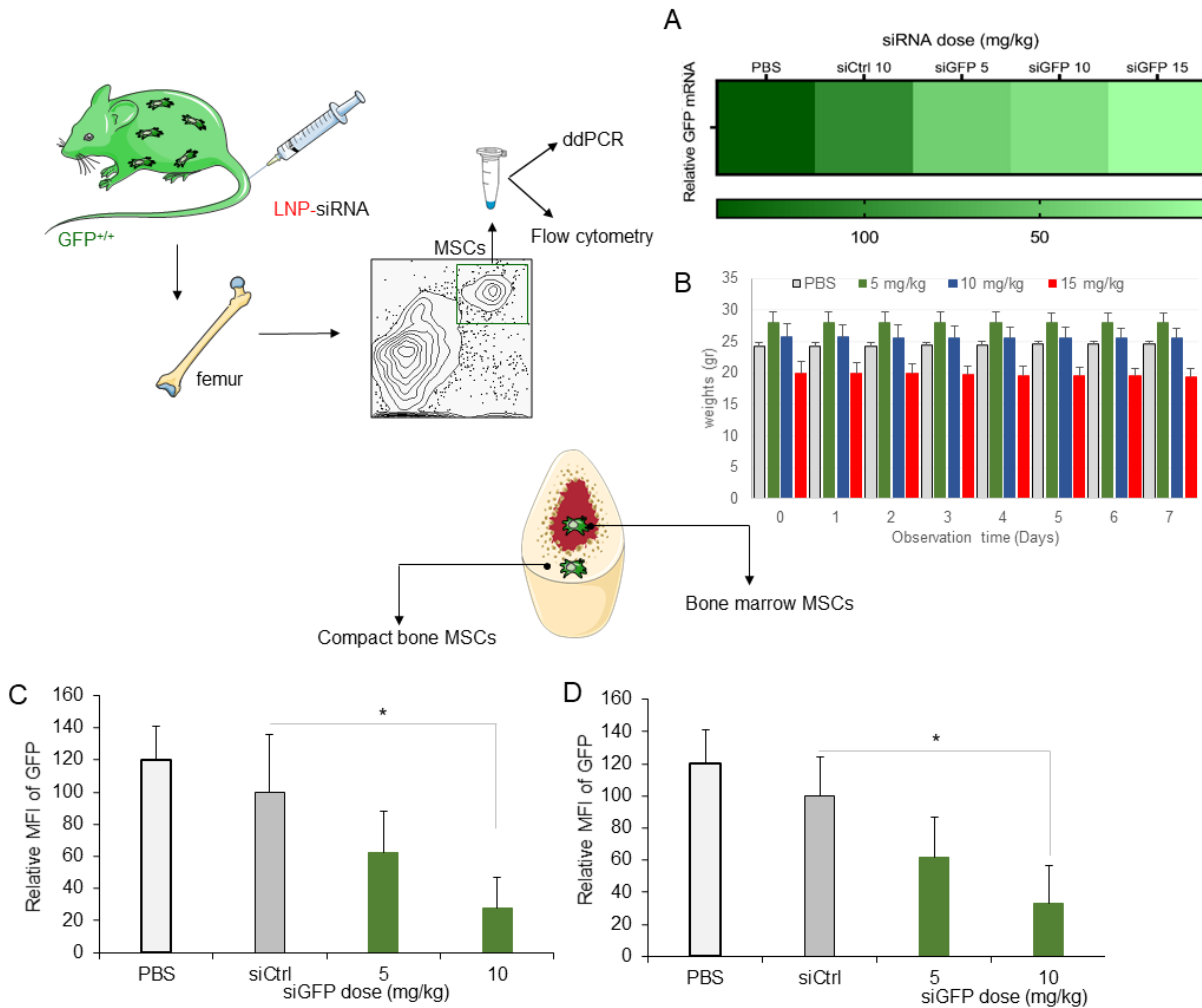 A
siRNA dose (mg/kg)
PBS siCtrl 10 siGFP 5 siGFP 10 siGFP 15
Relative GFP mRNA
100 50
ddPCR
LNP-siRNA
GFP+/+
Flow cytometry
MSCs
femur
B
PBS 5 mg/kg 10 mg/kg 15 mg/kg
35
30
25
20
15
10
5
0
weights (gr)
0 1 2 3 4 5 6 7
Observation time (Days)
Bone marrow MSCs
Compact bone MSCs
C
160
140
120
100
80
60
40
20
0
Relative MFI of GFP
*
PBS siCtrl 5 10
siGFP dose (mg/kg)
D
160
140
120
100
80
60
40
20
0
Relative MFI of GFP
*
PBS siCtrl 5 10
siGFP dose (mg/kg)